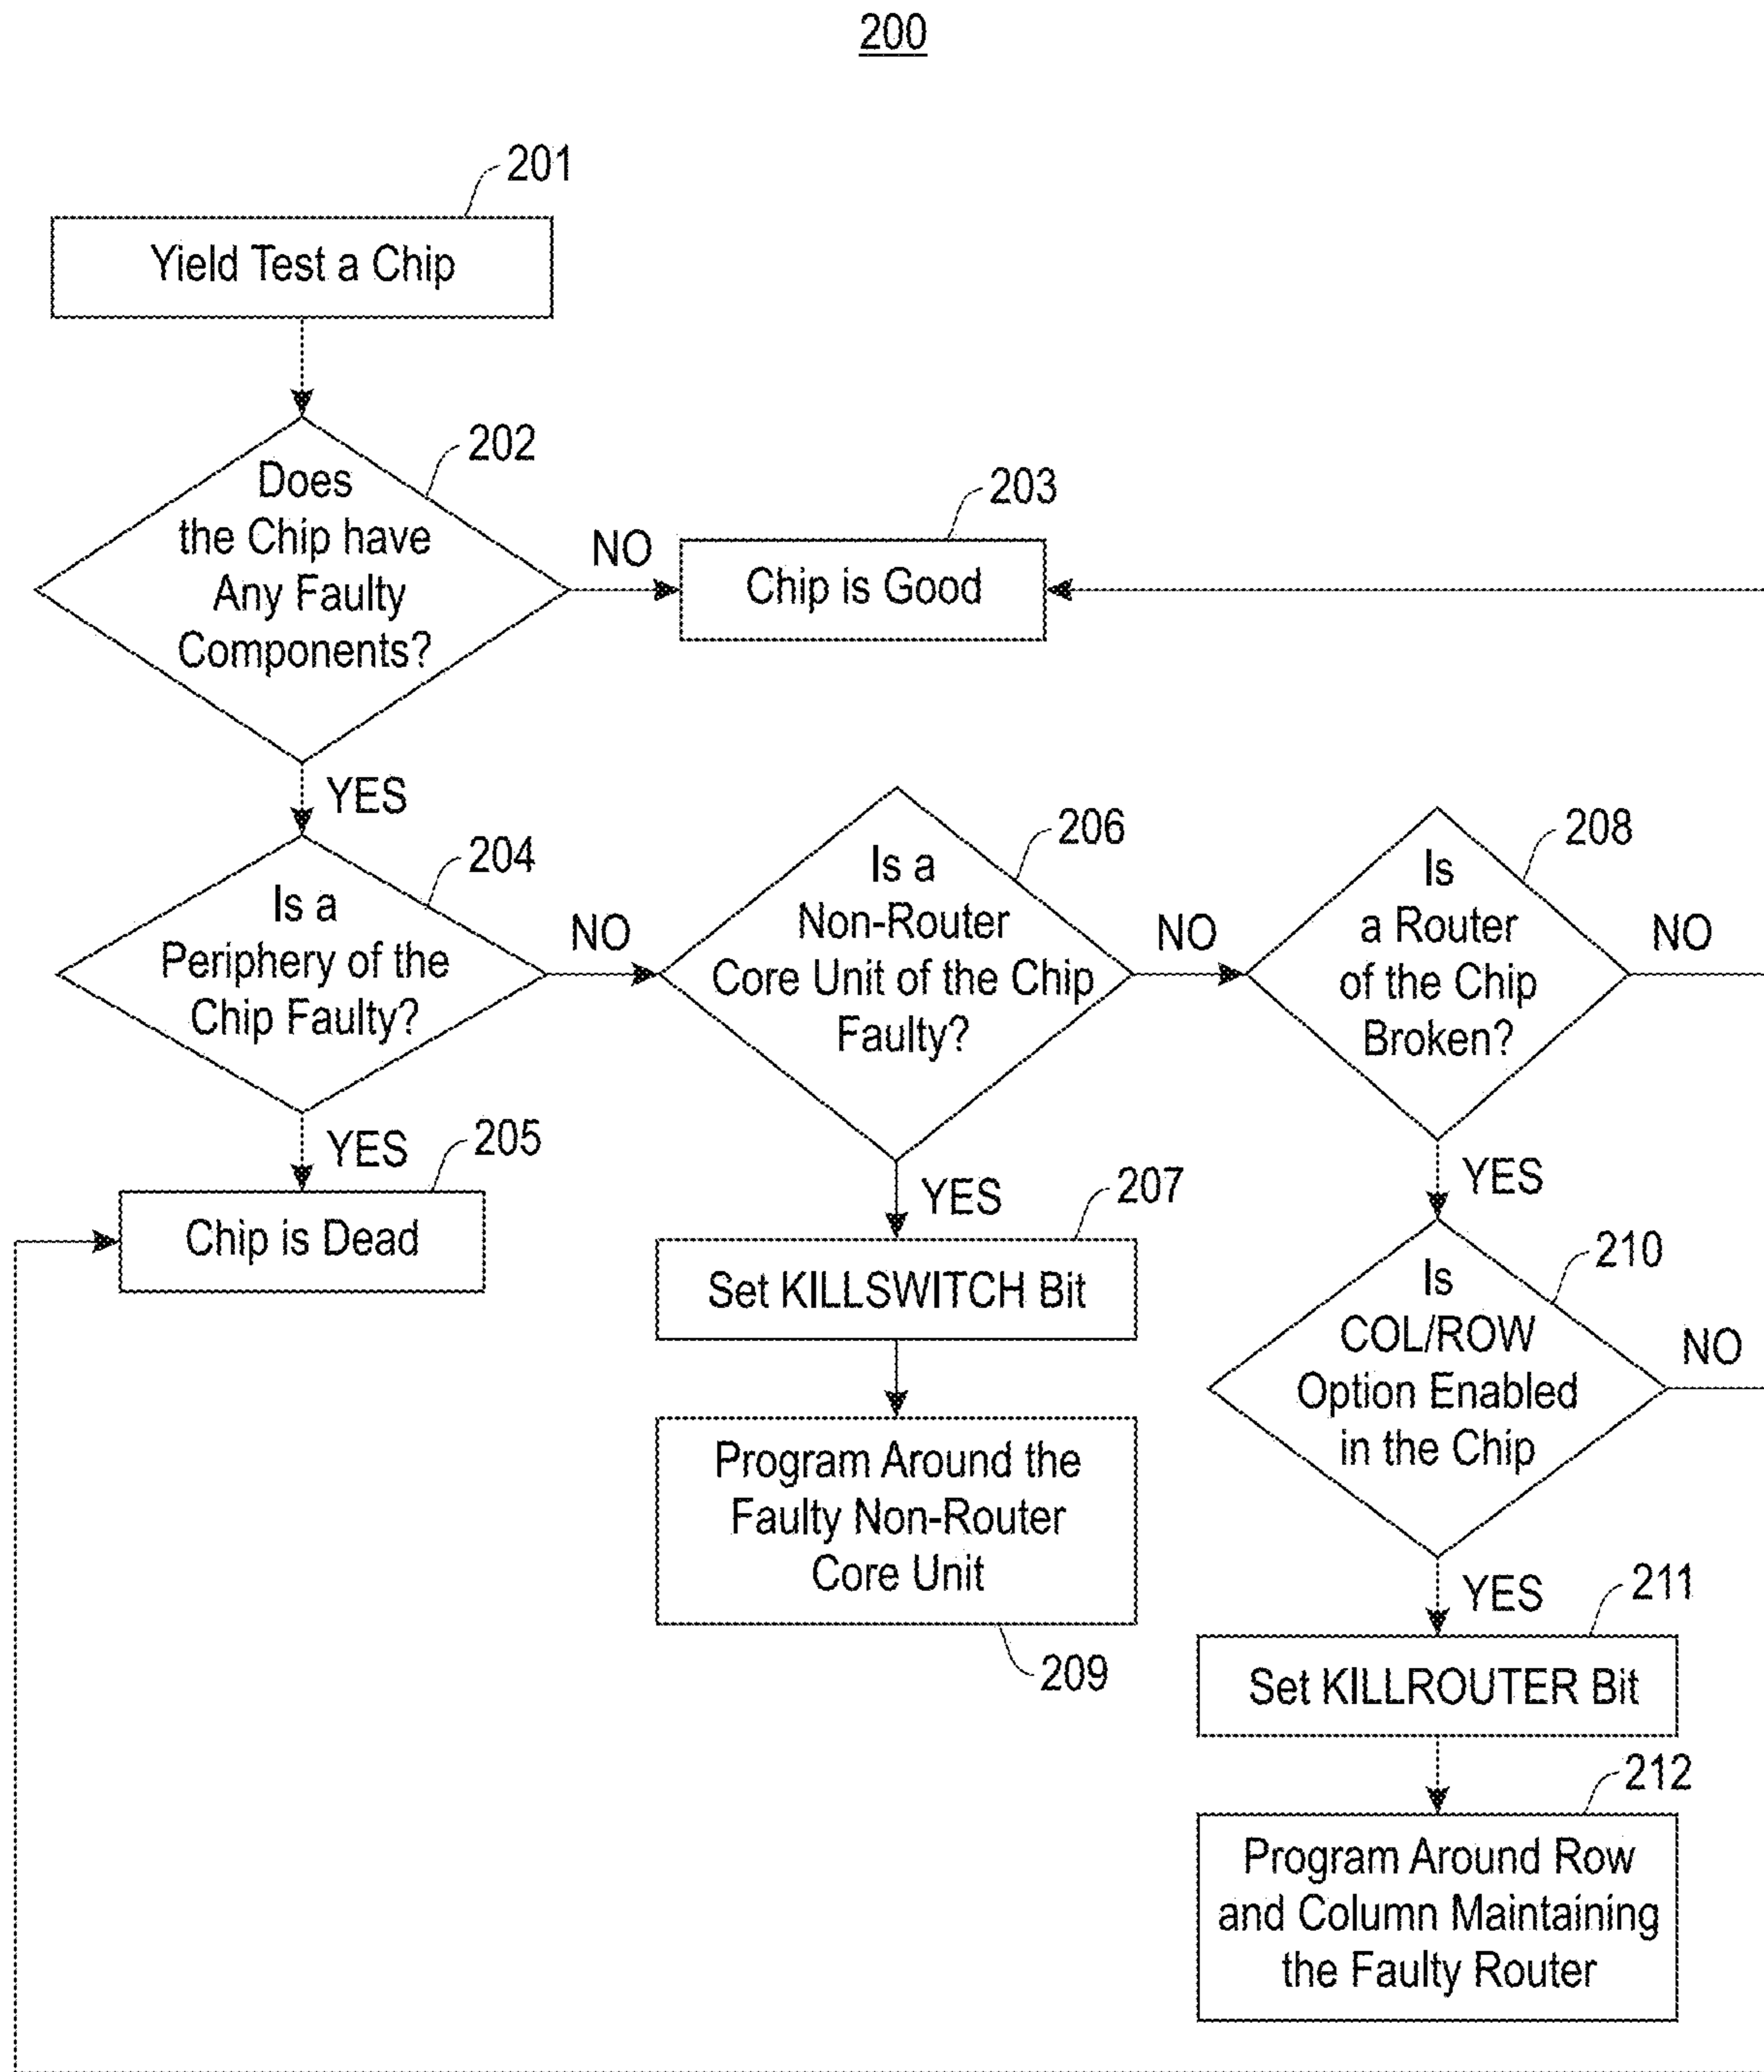 200
201
Yield Test a Chip
202
Does
the Chip have
Any Faulty
Components?
NO
203
Chip is Good
YES
204
Is a
Periphery of the
Chip Faulty?
NO
206
Is a
Non-Router
Core Unit of the Chip
Faulty?
NO
208
Is
a Router
of the Chip
Broken?
NO
YES
205
Chip is Dead
YES
207
Set KILLSWITCH Bit
Program Around the
Faulty Non-Router
Core Unit
209
YES
210
Is
COL/ROW
Option Enabled
in the Chip
NO
YES
211
Set KILLROUTER Bit
212
Program Around Row
and Column Maintaining
the Faulty Router